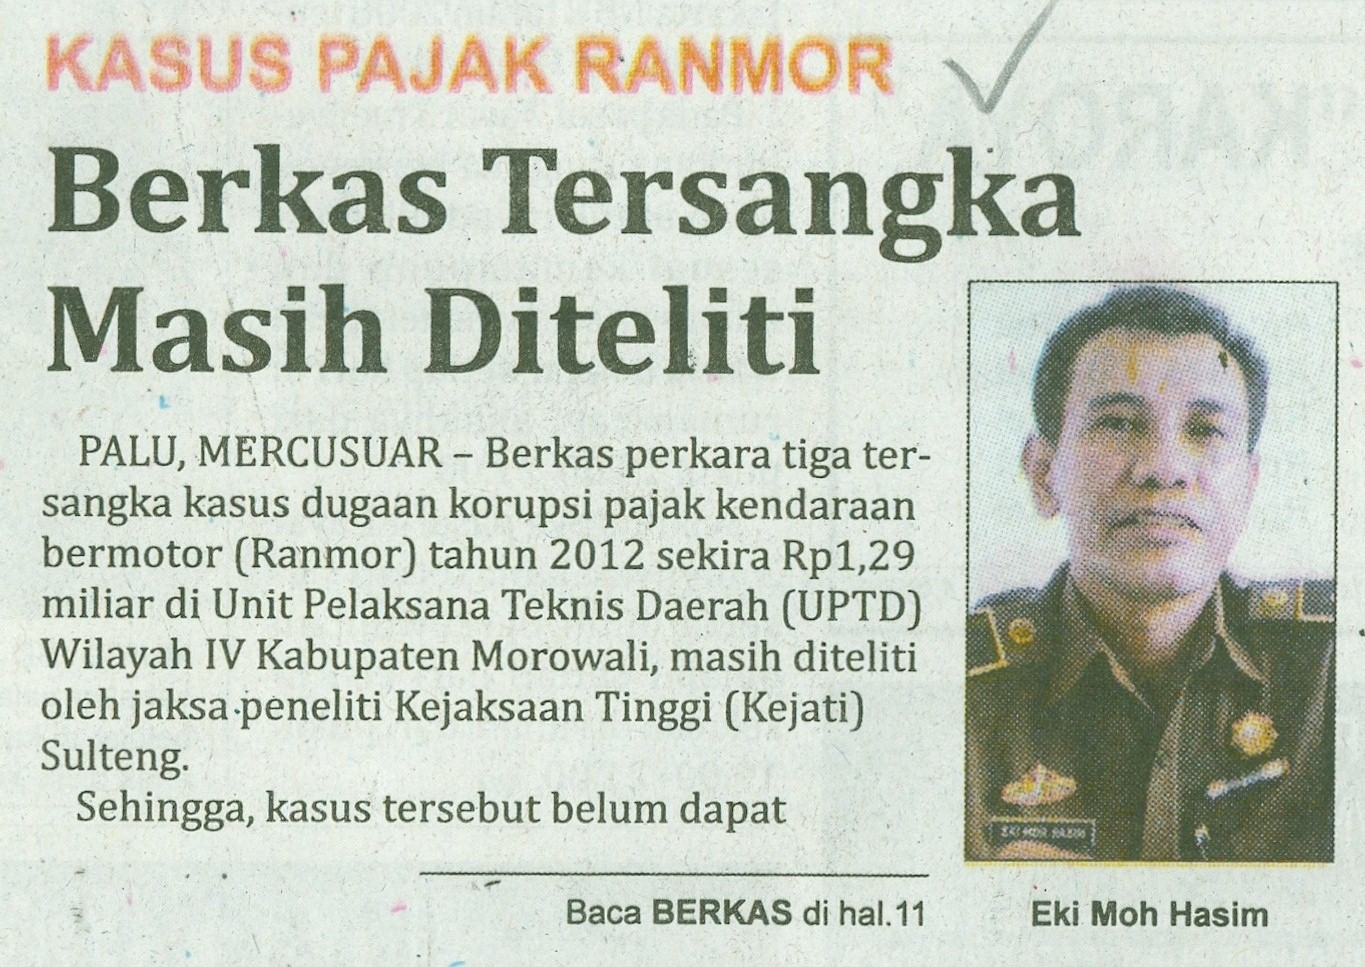 KASUS PAJAK RANMOR
Berkas Tersangka
Masih Diteliti
PALU, MERCUSUAR – Berkas perkara tiga ter-
sangka kasus dugaan korupsi pajak kendaraan
bermotor (Ranmor) tahun 2012 sekira Rp1,29
miliar di Unit Pelaksana Teknis Daerah (UPTD)
Wilayah IV Kabupaten Morowali, masih diteliti
oleh jaksa peneliti Kejaksaan Tinggi (Kejati)
Sulteng.
Sehingga, kasus tersebut belum dapat
Baca BERKAS di hal.11
EKI MOH HASIM
Eki Moh Hasim